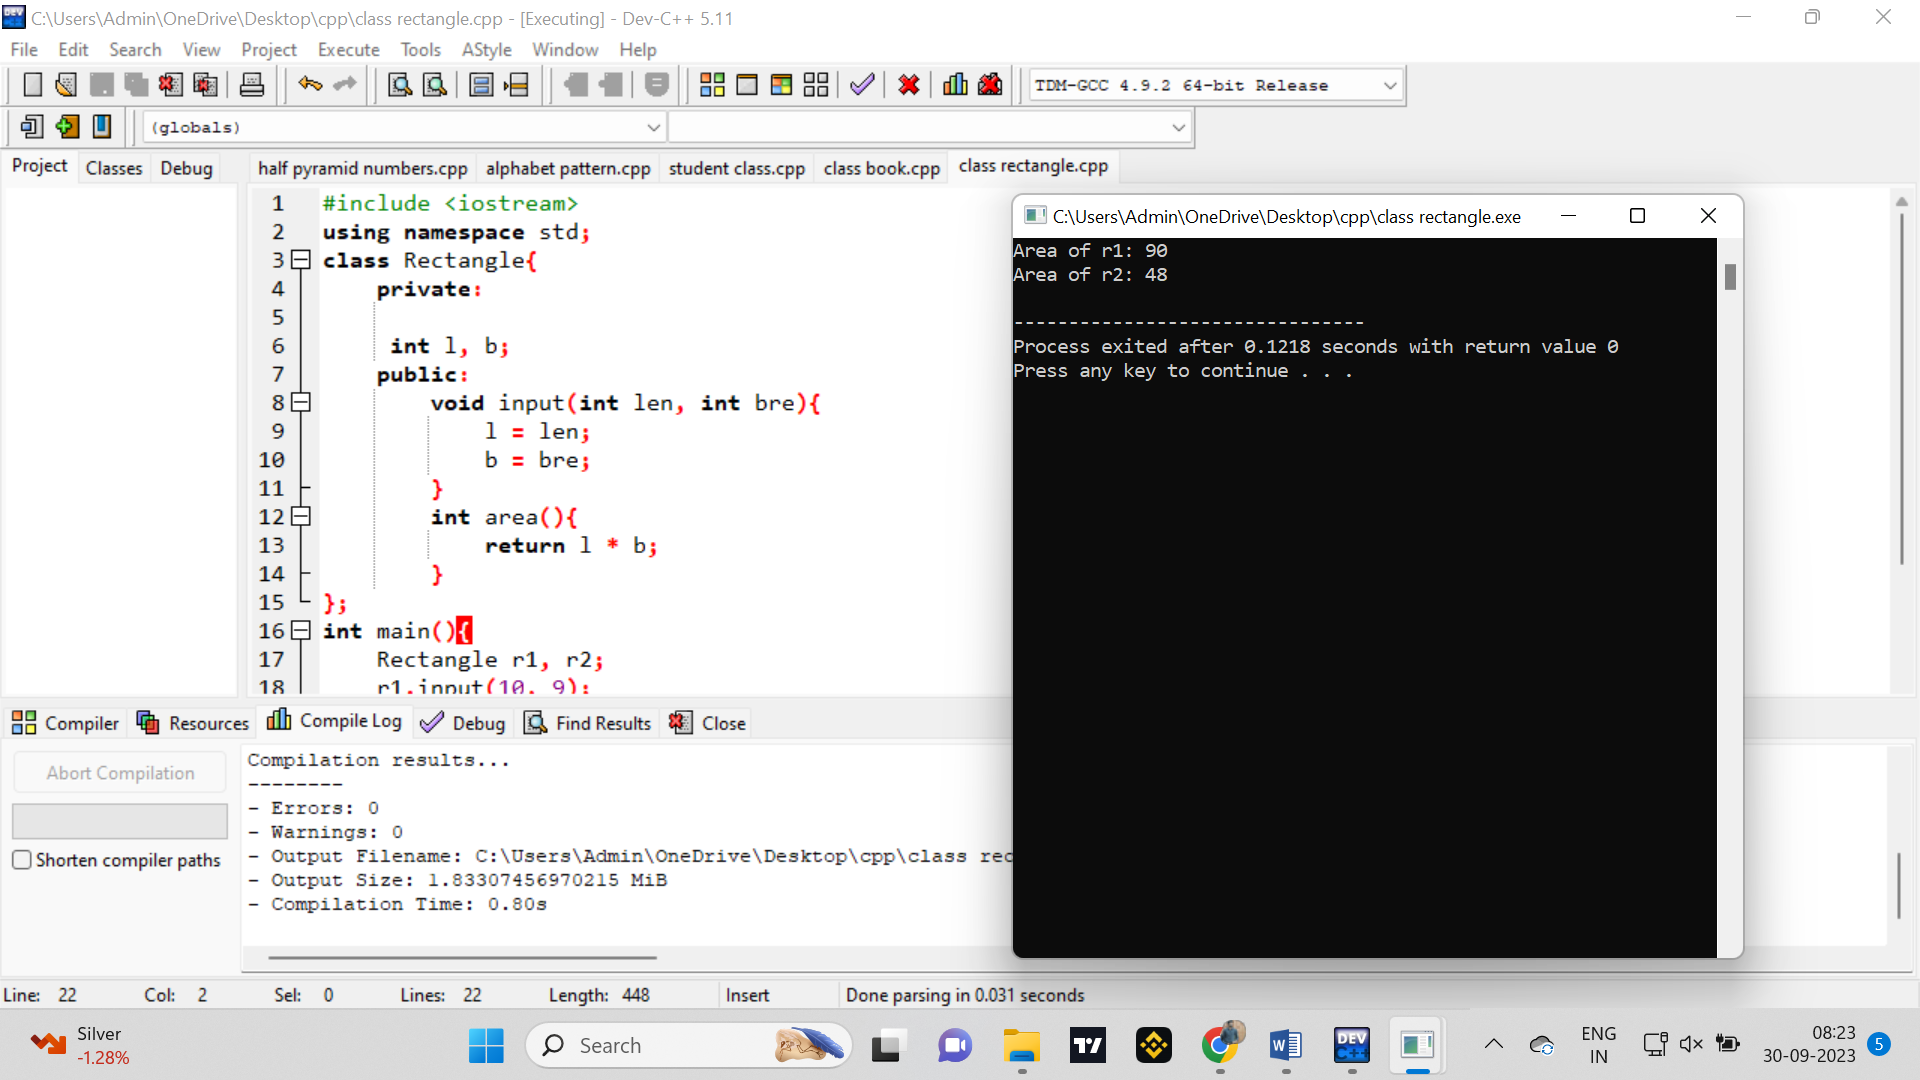 C:\Users\Admin\OneDrive\Desktop\cpp\class rectangle.cpp - [Executing] - Dev-C++ 5.11
File Edit Search View Project Execute Tools AStyle Window Help
TDM-GCC 4.9.2 64-bit Release
(globals)
Project Classes Debug
half pyramid numbers.cpp alphabet pattern.cpp student class.cpp class book.cpp class rectangle.cpp
1 #include <iostream>
2 using namespace std;
3 class Rectangle{
4 private:
5
6 int l, b;
7 public:
8 void input(int len, int bre){
9 l = len;
10 b = bre;
11 }
12 int area(){
13 return l * b;
14 }
15 };
16 int main(){
17 Rectangle r1, r2;
18 r1.input(10, 9);
C:\Users\Admin\OneDrive\Desktop\cpp\class rectangle.exe
Area of r1: 90
Area of r2: 48
--------------------------------
Process exited after 0.1218 seconds with return value 0
Press any key to continue . . .
Compiler Resources Compile Log Debug Find Results Close
Abort Compilation
Shorten compiler paths
Compilation results...
--------
- Errors: 0
- Warnings: 0
- Output Filename: C:\Users\Admin\OneDrive\Desktop\cpp\class rec
- Output Size: 1.83307456970215 MiB
- Compilation Time: 0.80s
Line: 22 Col: 2 Sel: 0 Lines: 22 Length: 448 Insert Done parsing in 0.031 seconds
Silver
-1.28%
Search
DEV
C++
ENG
IN
08:23
30-09-2023
5